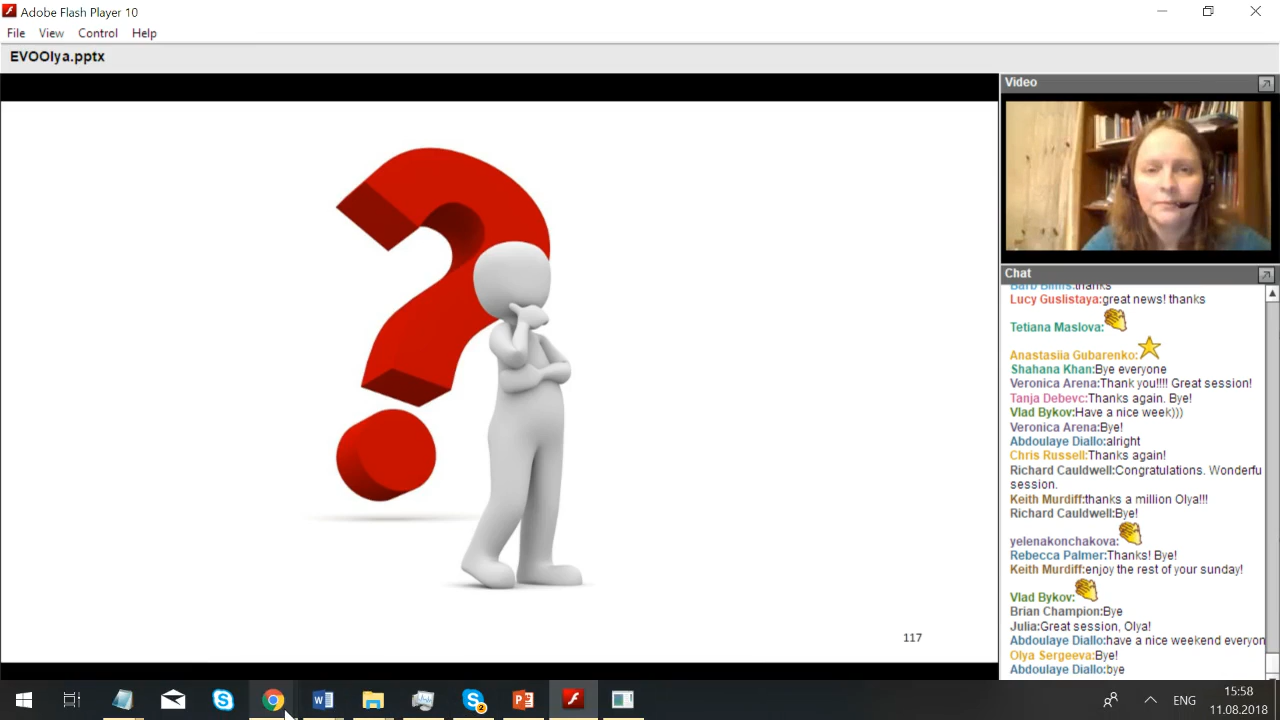 Adobe Flash Player 10
File View Control Help
EVOOlya.pptx
Video
117
Chat
Barb Blims:thanks
Lucy Guslistaya:great news! thanks
Tetiana Maslova:
Anastasiia Gubarenko:
Shahana Khan:Bye everyone
Veronica Arena:Thank you!!!! Great session!
Tanja Debevc:Thanks again. Bye!
Vlad Bykov:Have a nice week)))
Veronica Arena:Bye!
Abdoulaye Diallo:alright
Chris Russell:Thanks again!
Richard Cauldwell:Congratulations. Wonderfu
session.
Keith Murdiff:thanks a million Olya!!!
Richard Cauldwell:Bye!
yelenakonchakova:
Rebecca Palmer:Thanks! Bye!
Keith Murdiff:enjoy the rest of your sunday!
Vlad Bykov:
Brian Champion:Bye
Julia:Great session, Olya!
Abdoulaye Diallo:have a nice weekend everyon
Olya Sergeeva:Bye!
Abdoulaye Diallo:bye
2
ENG
15:58
11.08.2018